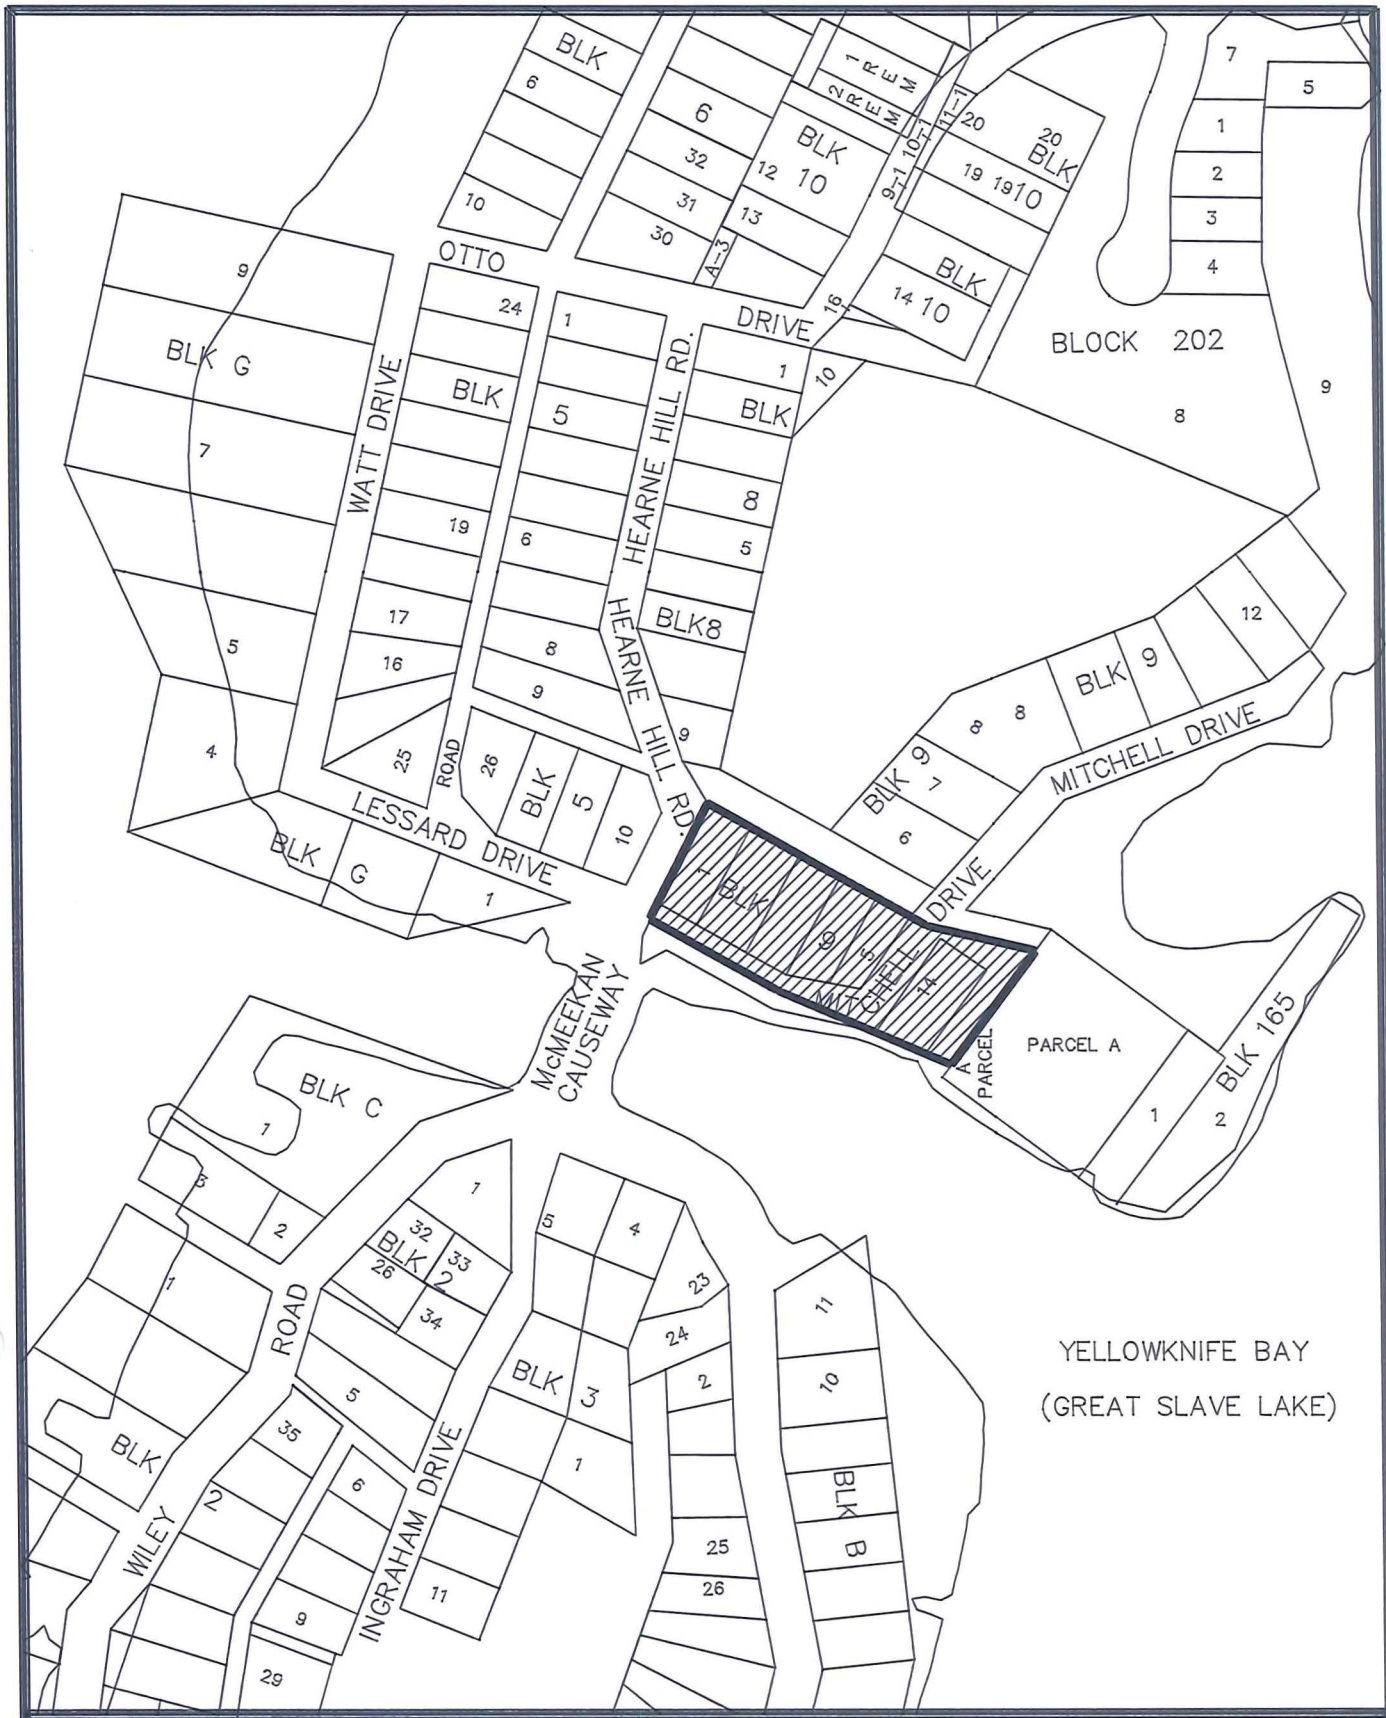 BLK
6
10
6
32
31
30
1 REM
2 REM
BLK
12 10
13
A-3
9-1
10-1
11-1
20
20
BLK
19 19 10
BLK
14 10
16
7
5
1
2
3
4
BLOCK 202
8
9
OTTO
DRIVE
9
BLK G
7
5
4
WATT DRIVE
24
BLK
19
17
16
25
1
5
6
8
9
HEARNE HILL RD.
HEARNE HILL RD.
1
10
BLK
8
5
BLK8
9
ROAD
26
BLK
5
10
LESSARD DRIVE
BLK G
1
12
BLK 9
8 8
BLK 9
7
6
MITCHELL DRIVE
DRIVE
1 BLK
9
5
MITCHELL
14
A
PARCEL
PARCEL A
1
2
BLK 165
McMEEKAN
CAUSEWAY
BLK C
1
3
2
1
32
33
BLK 2
26
34
5
4
23
24
2
11
10
YELLOWKNIFE BAY
(GREAT SLAVE LAKE)
1
ROAD
BLK
WILEY
5
35
2
6
9
29
INGRAHAM DRIVE
BLK 3
1
11
25
26
BLK B